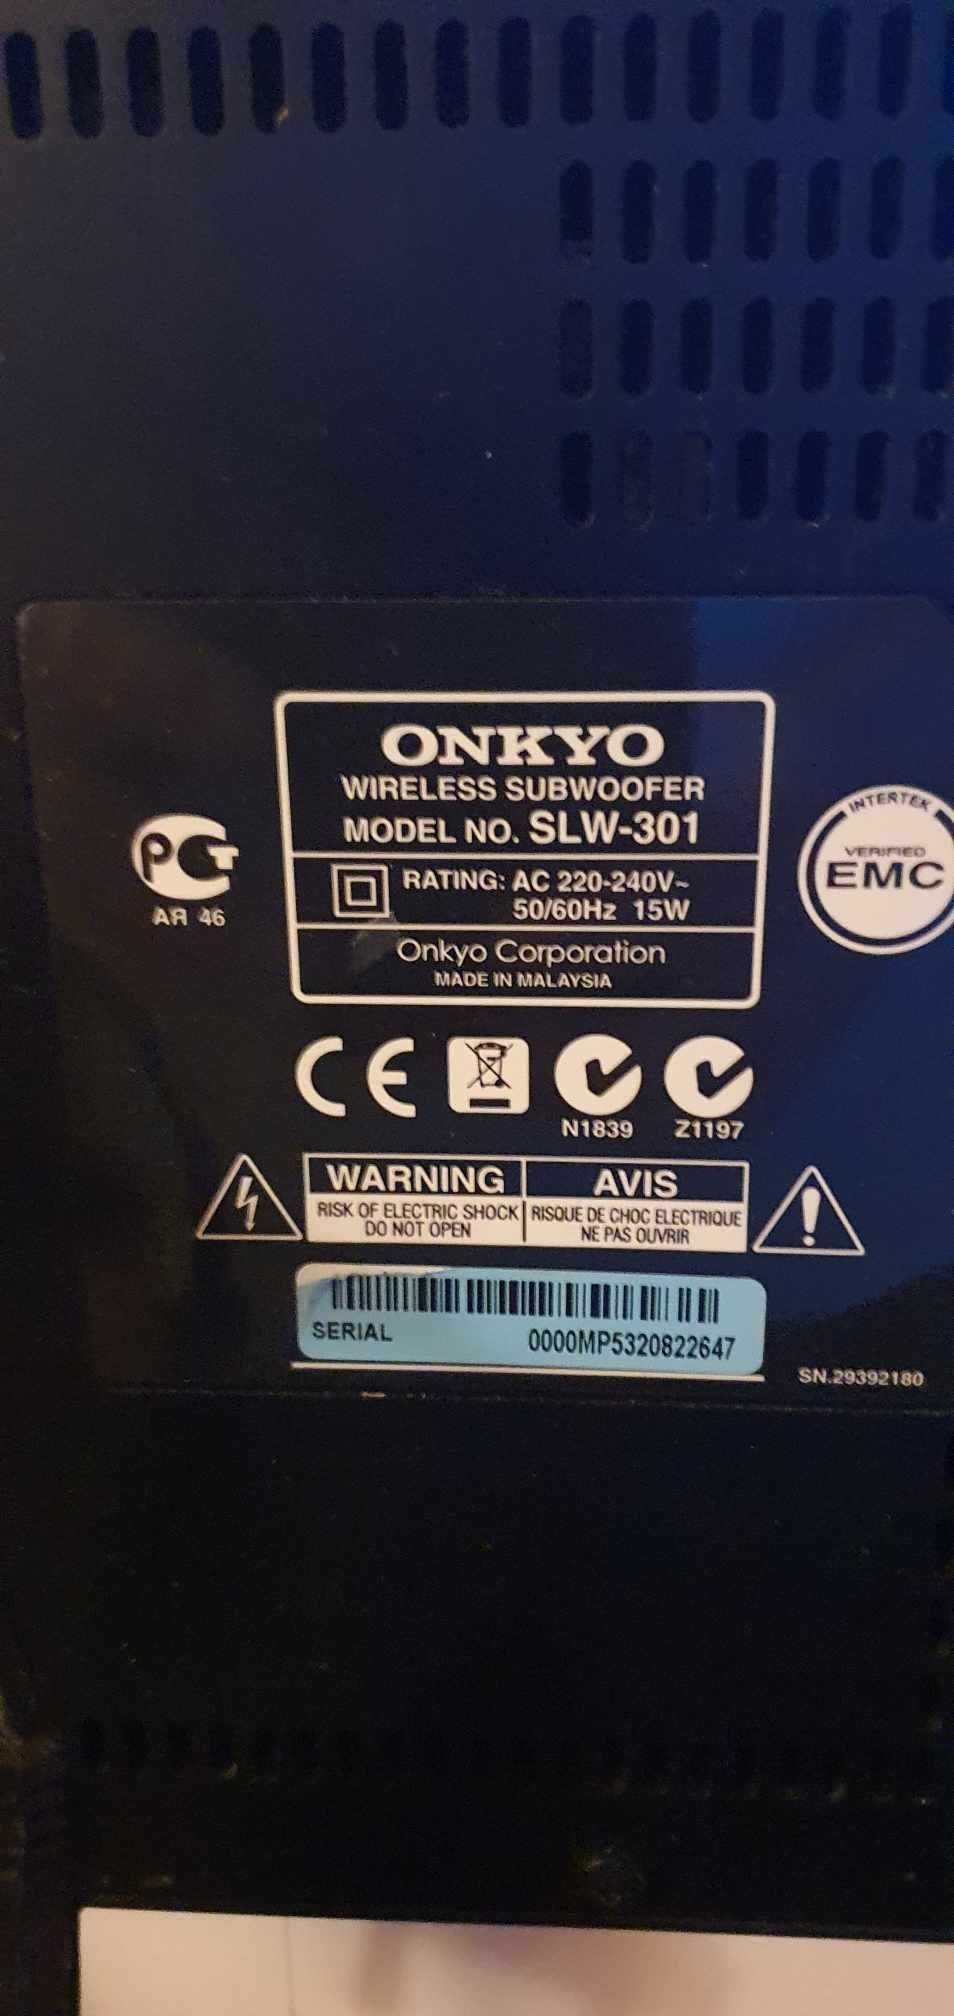 ONKYO
WIRELESS SUBWOOFER
MODEL NO. SLW-301
RATING: AC 220-240V~
50/60Hz 15W
Onkyo Corporation
MADE IN MALAYSIA
PCT
АЯ 46
INTERTEK
VERIFIED
EMC
CE
N1839 Z1197
WARNING
RISK OF ELECTRIC SHOCK
DO NOT OPEN
AVIS
RISQUE DE CHOC ELECTRIQUE
NE PAS OUVRIR
SERIAL 0000MP5320822647
SN.29392180